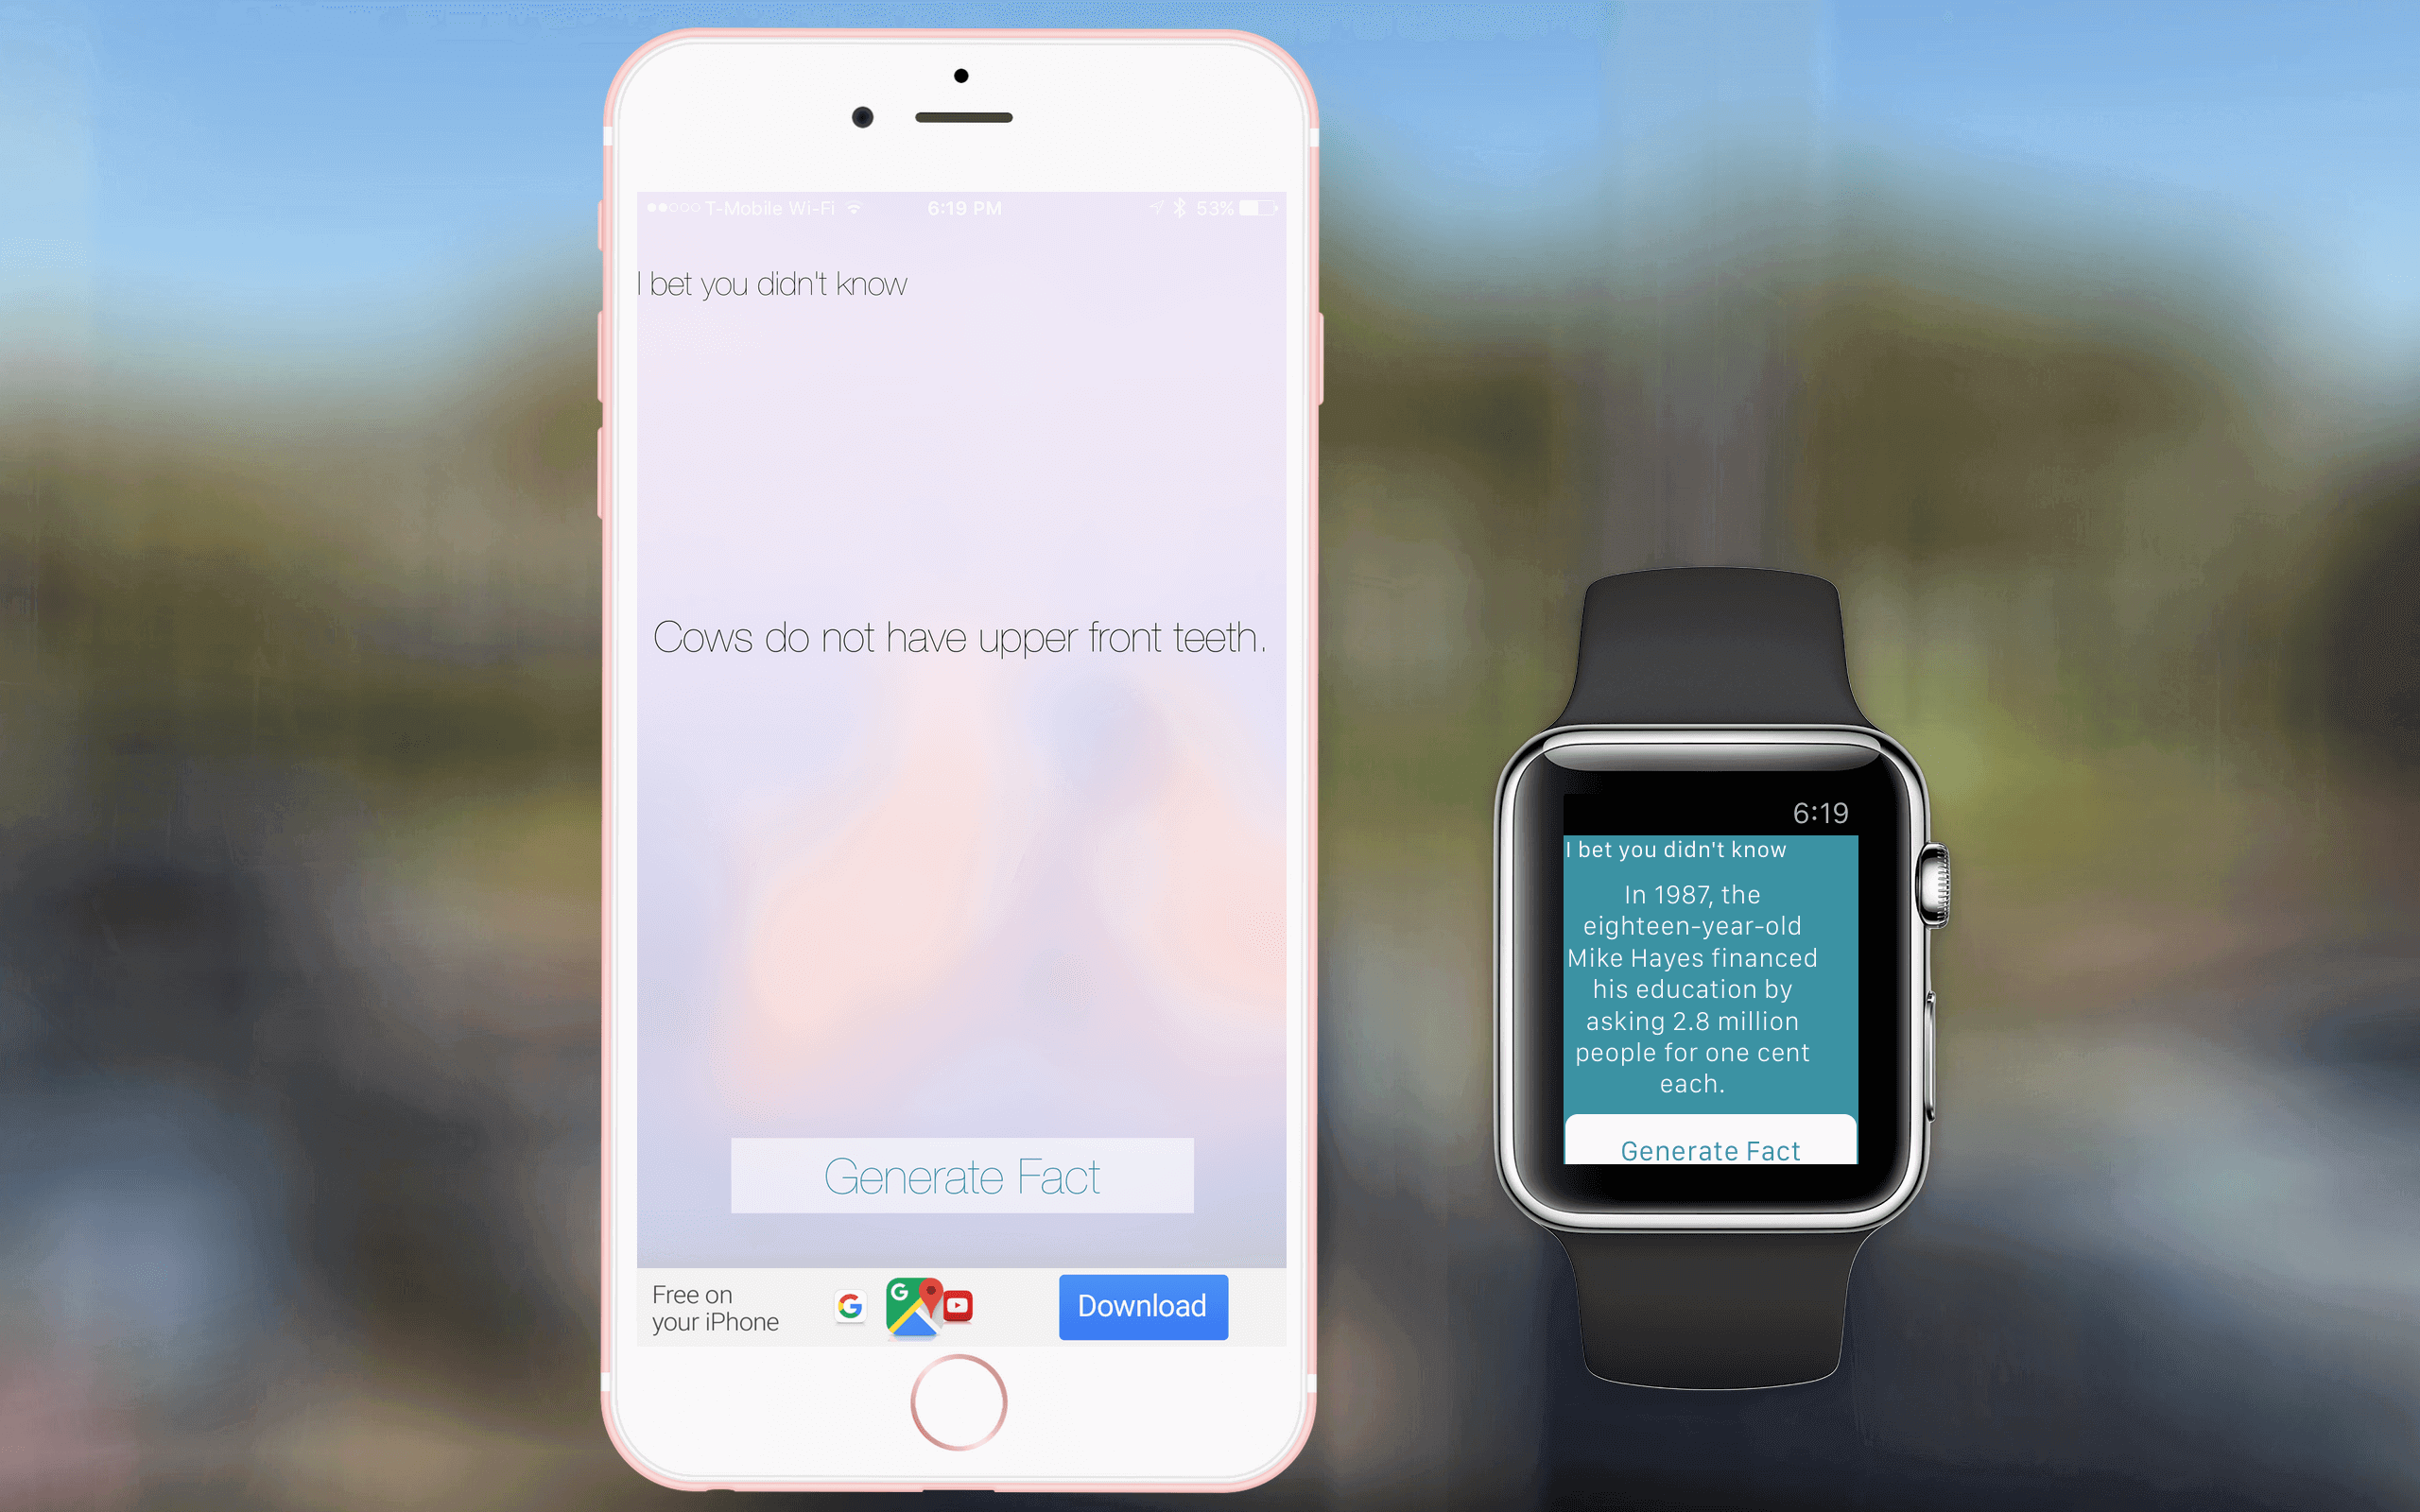 T-Mobile Wi-Fi 6:19 PM 53%
I bet you didn't know
Cows do not have upper front teeth.
Generate Fact
Free on
your iPhone
G
G
Download
6:19
I bet you didn't know
In 1987, the
eighteen-year-old
Mike Hayes financed
his education by
asking 2.8 million
people for one cent
each.
Generate Fact